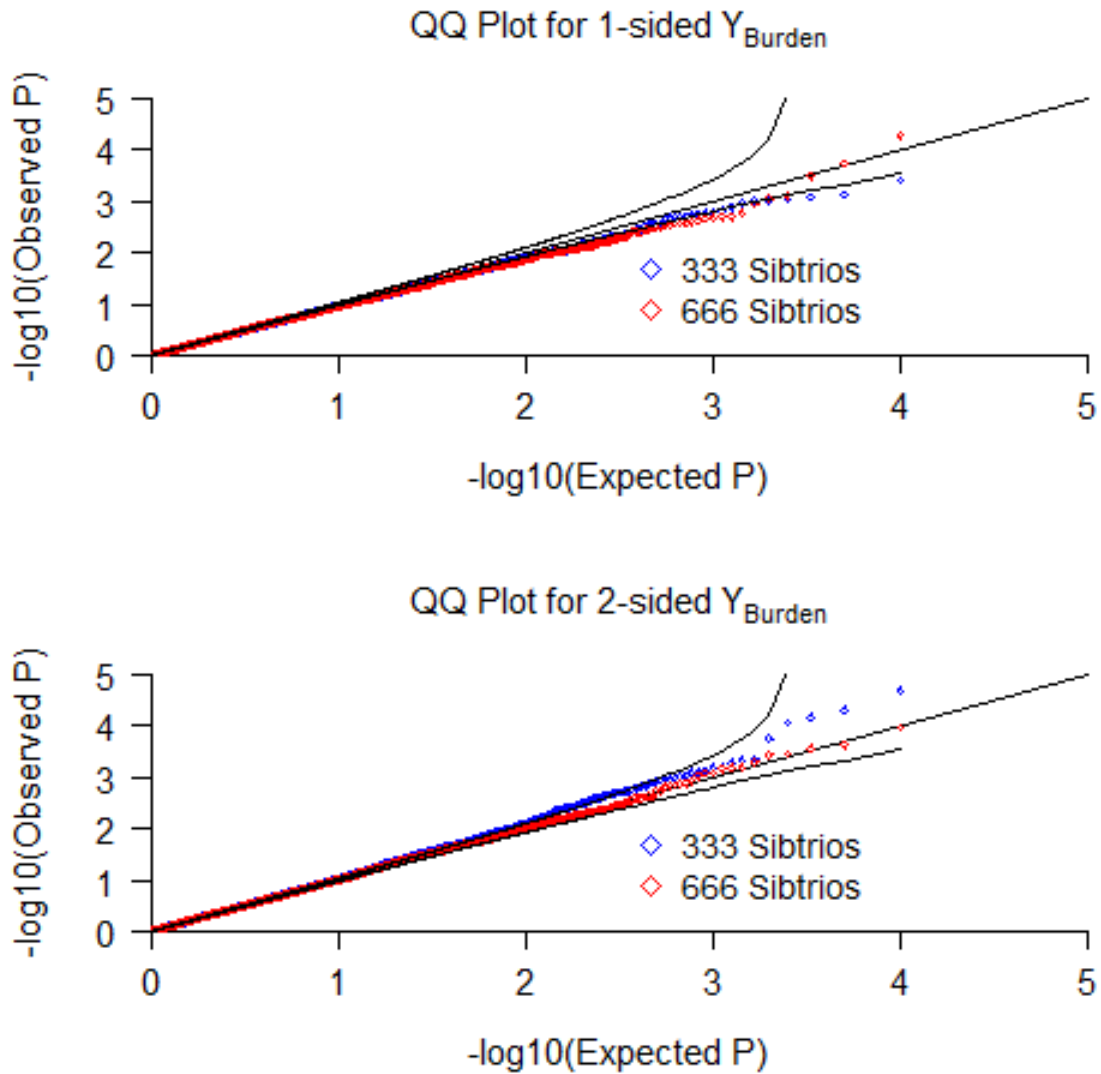 QQ Plot for 1-sided Y_Burden
-log10(Observed P)
5
4
3
2
1
0
333 Sibtrios
666 Sibtrios
0 1 2 3 4 5
-log10(Expected P)
QQ Plot for 2-sided Y_Burden
-log10(Observed P)
5
4
3
2
1
0
333 Sibtrios
666 Sibtrios
0 1 2 3 4 5
-log10(Expected P)